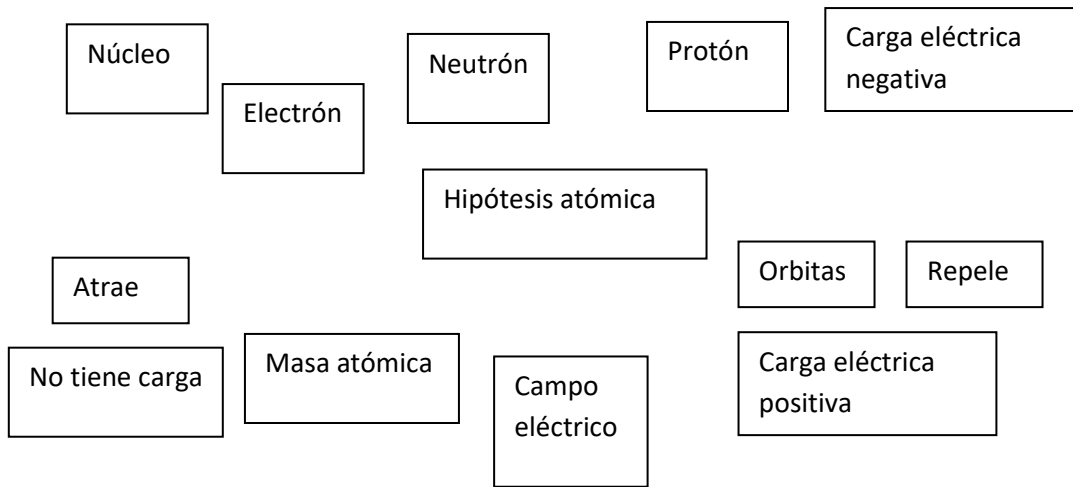 Núcleo
Electrón
Neutrón
Protón
Carga eléctrica
negativa
Hipótesis atómica
Atrae
Orbitas
Repele
No tiene carga
Masa atómica
Campo
eléctrico
Carga eléctrica
positiva